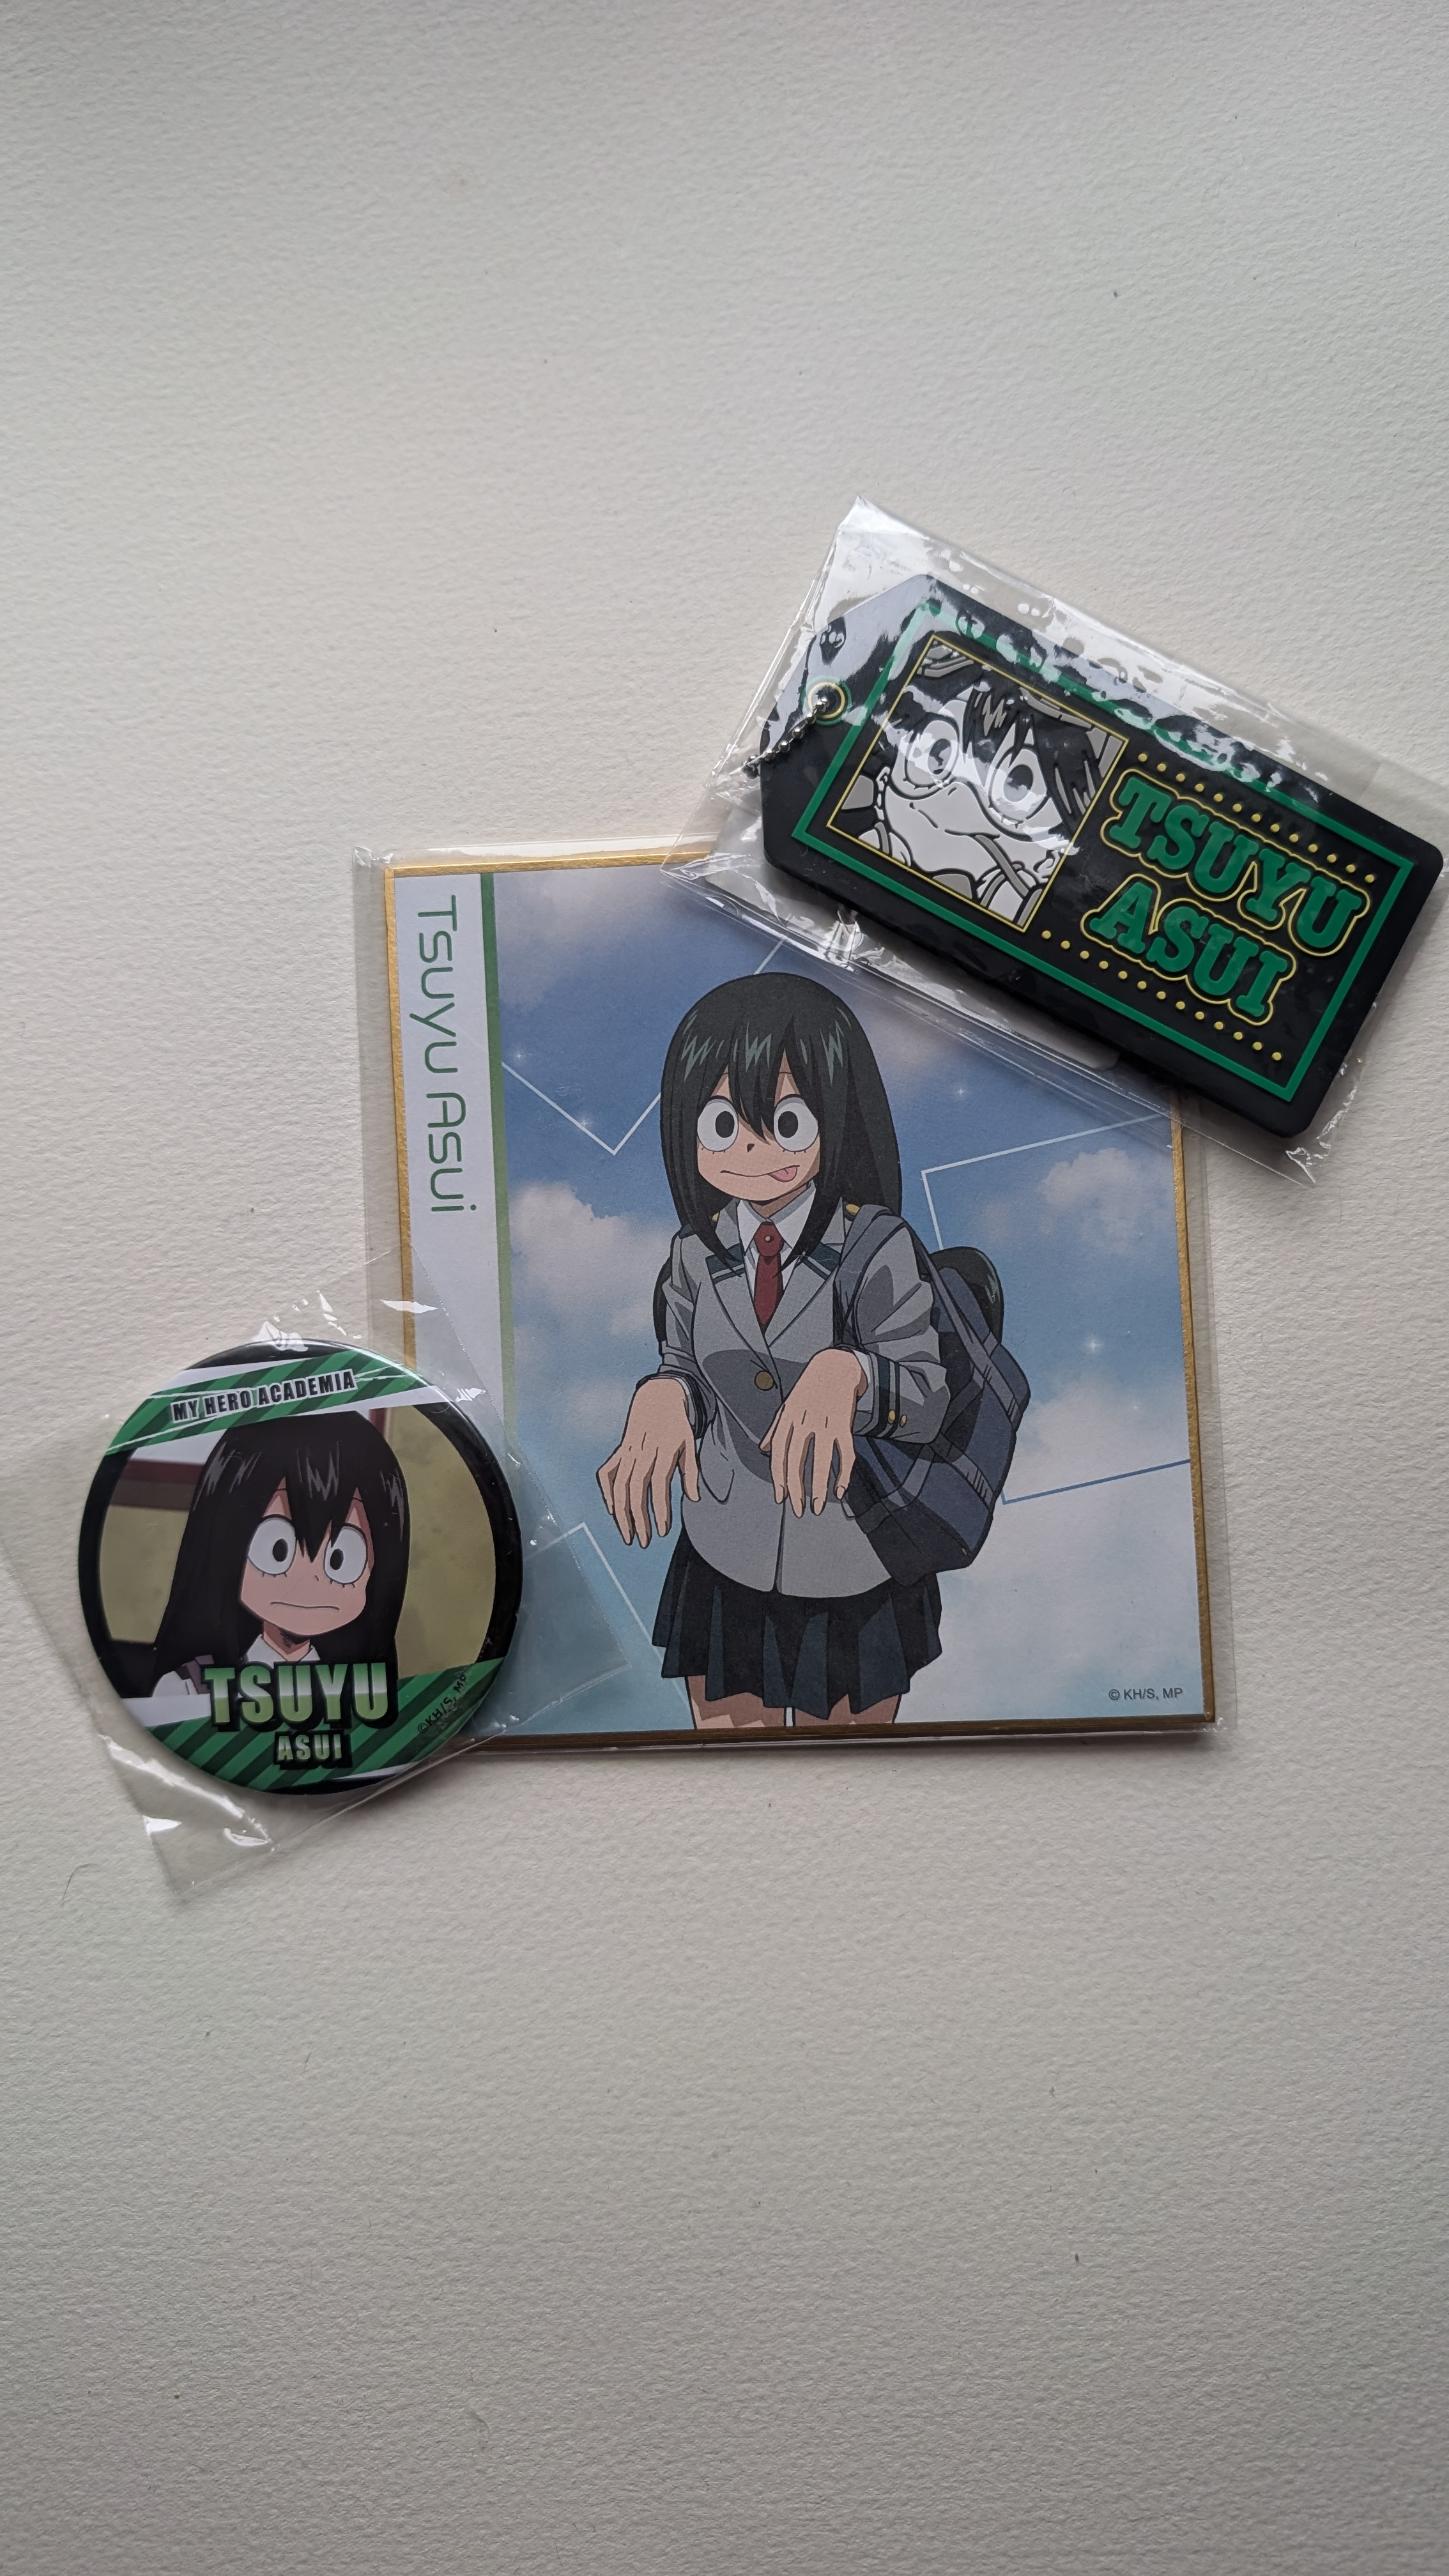 TSUYU
ASUI
Tsuyu Asui
© KH/S, MP
MY HERO ACADEMIA
TSUYU
ASUI
©KH/S, MP